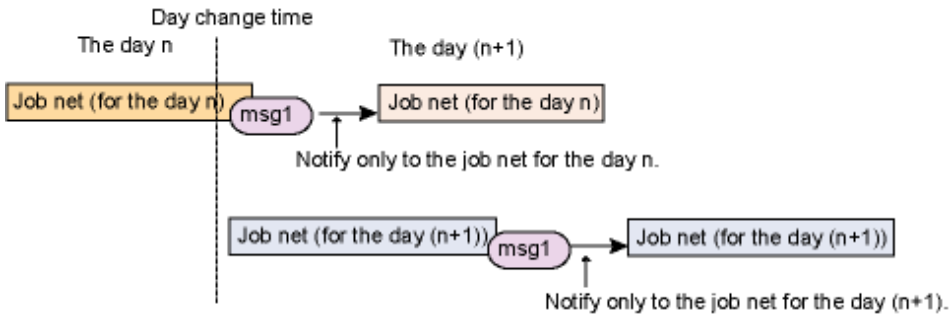 Day change time
The day n
The day (n+1)
Job net (for the day n)
msg1
Job net (for the day n)
Notify only to the job net for the day n.
Job net (for the day (n+1))
msg1
Job net (for the day (n+1))
Notify only to the job net for the day (n+1).